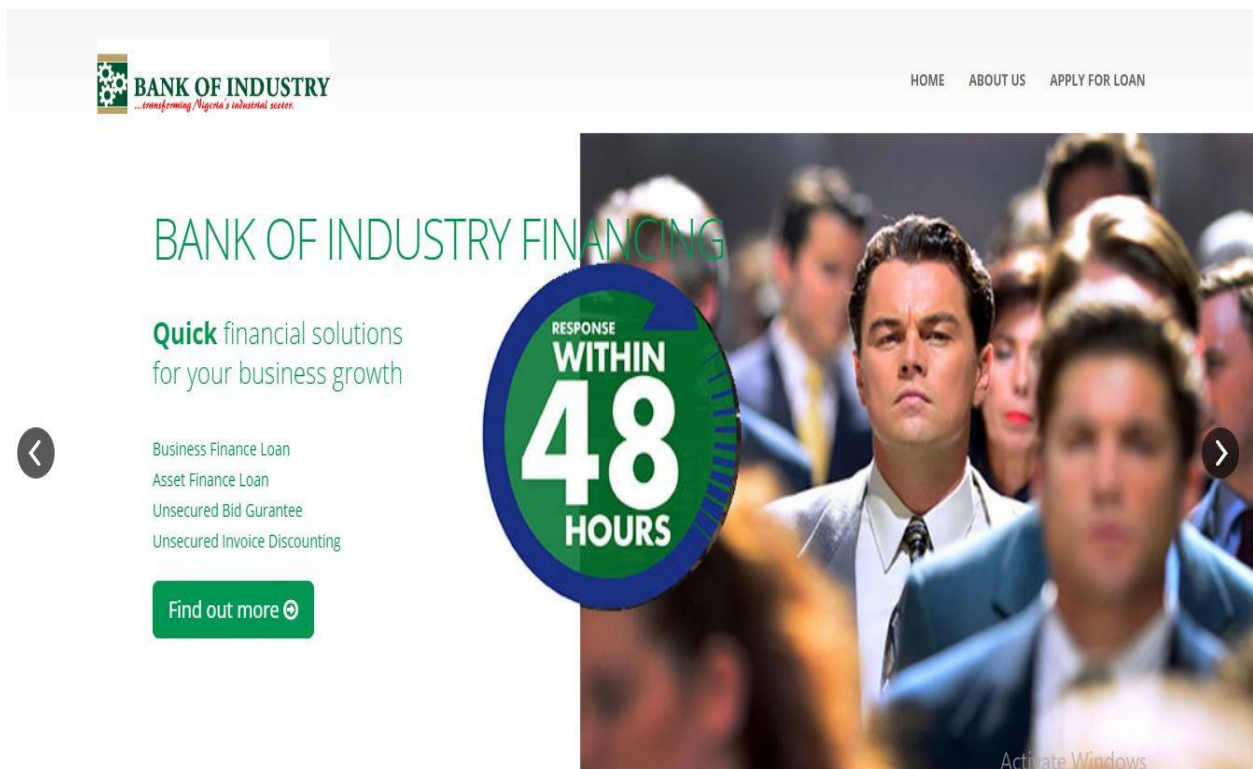 BANK OF INDUSTRY
...transforming Nigeria's industrial sector.
HOME ABOUT US APPLY FOR LOAN
BANK OF INDUSTRY FINANCING
Quick financial solutions
for your business growth
RESPONSE
WITHIN
48
HOURS
Business Finance Loan
Asset Finance Loan
Unsecured Bid Gurantee
Unsecured Invoice Discounting
Find out more
Activate Windows